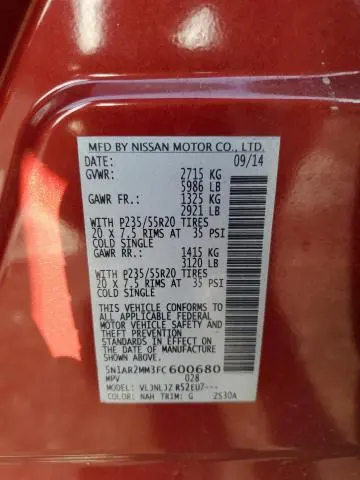 MFD BY NISSAN MOTOR CO., LTD.
DATE: 09/14
GVWR: 2715 KG
5986 LB
GAWR FR.: 1325 KG
2921 LB
WITH P235/55R20 TIRES
20 X 7.5 RIMS AT 35 PSI
COLD SINGLE
GAWR RR.: 1415 KG
3120 LB
WITH P235/55R20 TIRES
20 X 7.5 RIMS AT 35 PSI
COLD SINGLE
THIS VEHICLE CONFORMS TO
ALL APPLICABLE FEDERAL
MOTOR VEHICLE SAFETY AND
THEFT PREVENTION
STANDARDS IN EFFECT ON
THE DATE OF MANUFACTURE
SHOWN ABOVE.
5N1AR2MM3FC600680
MPV 028
MODEL:
COLOR: NAH TRIM: G 2530A